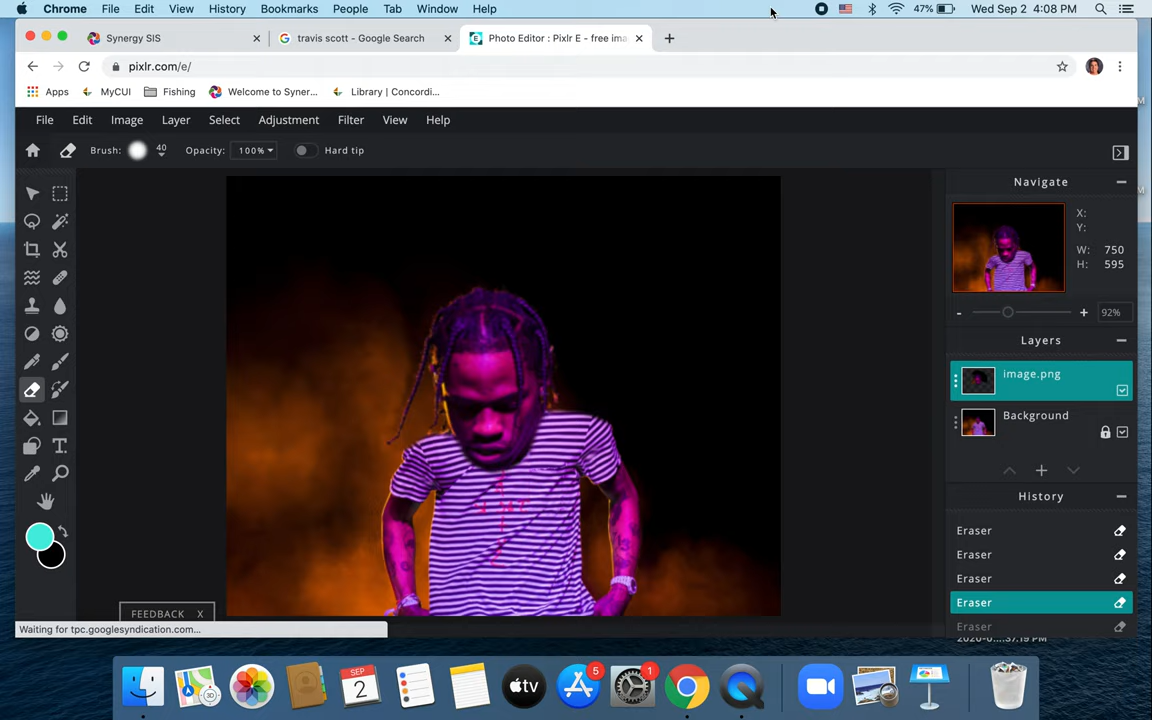 Chrome File Edit View History Bookmarks People Tab Window Help 47% Wed Sep 2 4:08 PM
Synergy SIS × travis scott - Google Search × Photo Editor : Pixlr E - free ima × +
pixlr.com/e/
Apps MyCUI Fishing Welcome to Syner... Library | Concordi...
File Edit Image Layer Select Adjustment Filter View Help
Brush: 40 Opacity: 100% Hard tip
Navigate
X:
Y:
W: 750
H: 595
- + 92%
Layers
image.png
Background
History
Eraser
Eraser
Eraser
Eraser
Eraser
FEEDBACK X
Waiting for tpc.googlesyndication.com...
SEP
2
tv
5
1